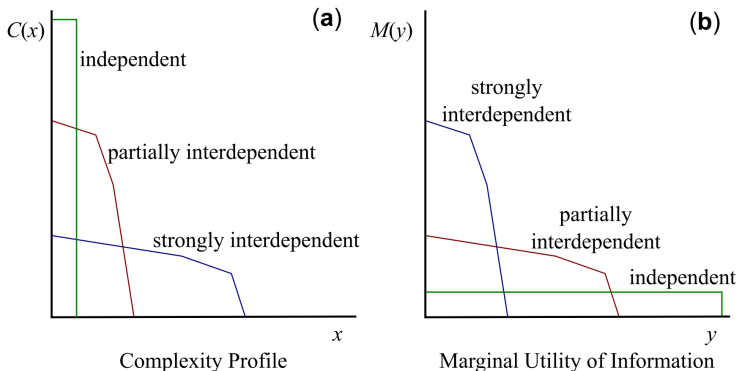 (a)
C(x)
independent
partially interdependent
strongly interdependent
x
Complexity Profile
(b)
M(y)
strongly
interdependent
partially
interdependent
independent
y
Marginal Utility of Information